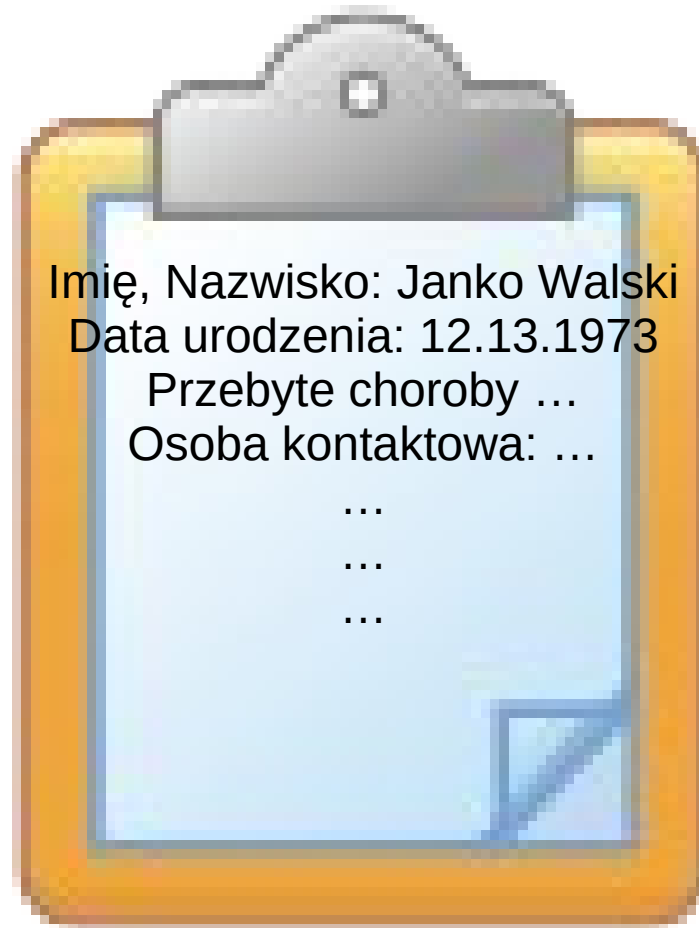 Imię, Nazwisko: Janko Walski
Data urodzenia: 12.13.1973
Przebyte choroby …
Osoba kontaktowa: …
…
…
…